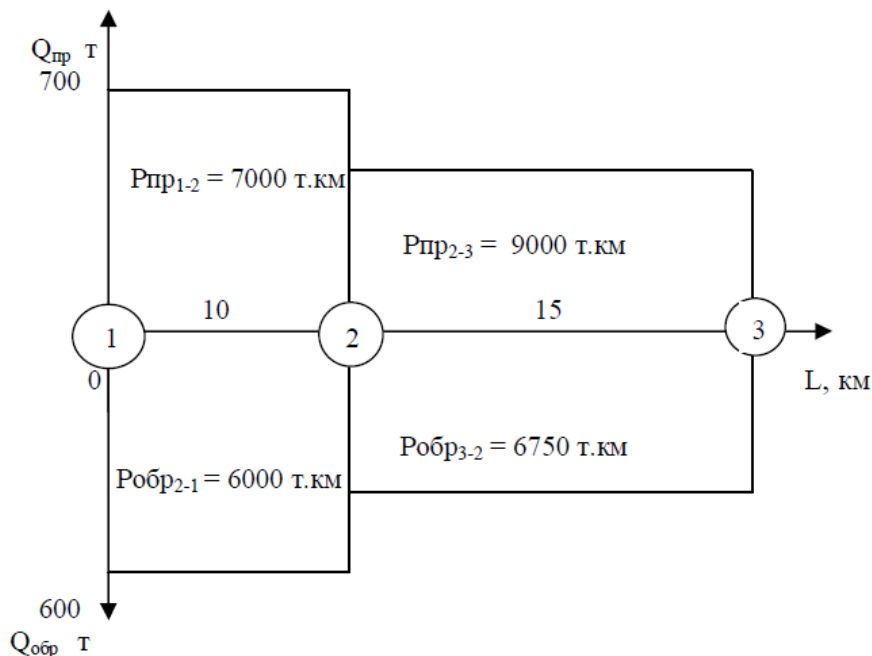 Qпр т
700
Рпр1-2 = 7000 т.км
Рпр2-3 = 9000 т.км
10
15
1
2
3
0
L, км
Робр3-2 = 6750 т.км
Робр2-1 = 6000 т.км
600
Qобр т